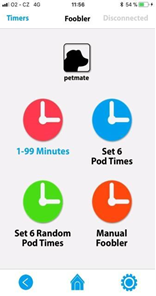 O2 - CZ 4G 11:56 54 %
Timers Foobler Disconnected
petmate
1-99 Minutes
Set 6
Pod Times
Set 6 Random
Pod Times
Manual
Foobler